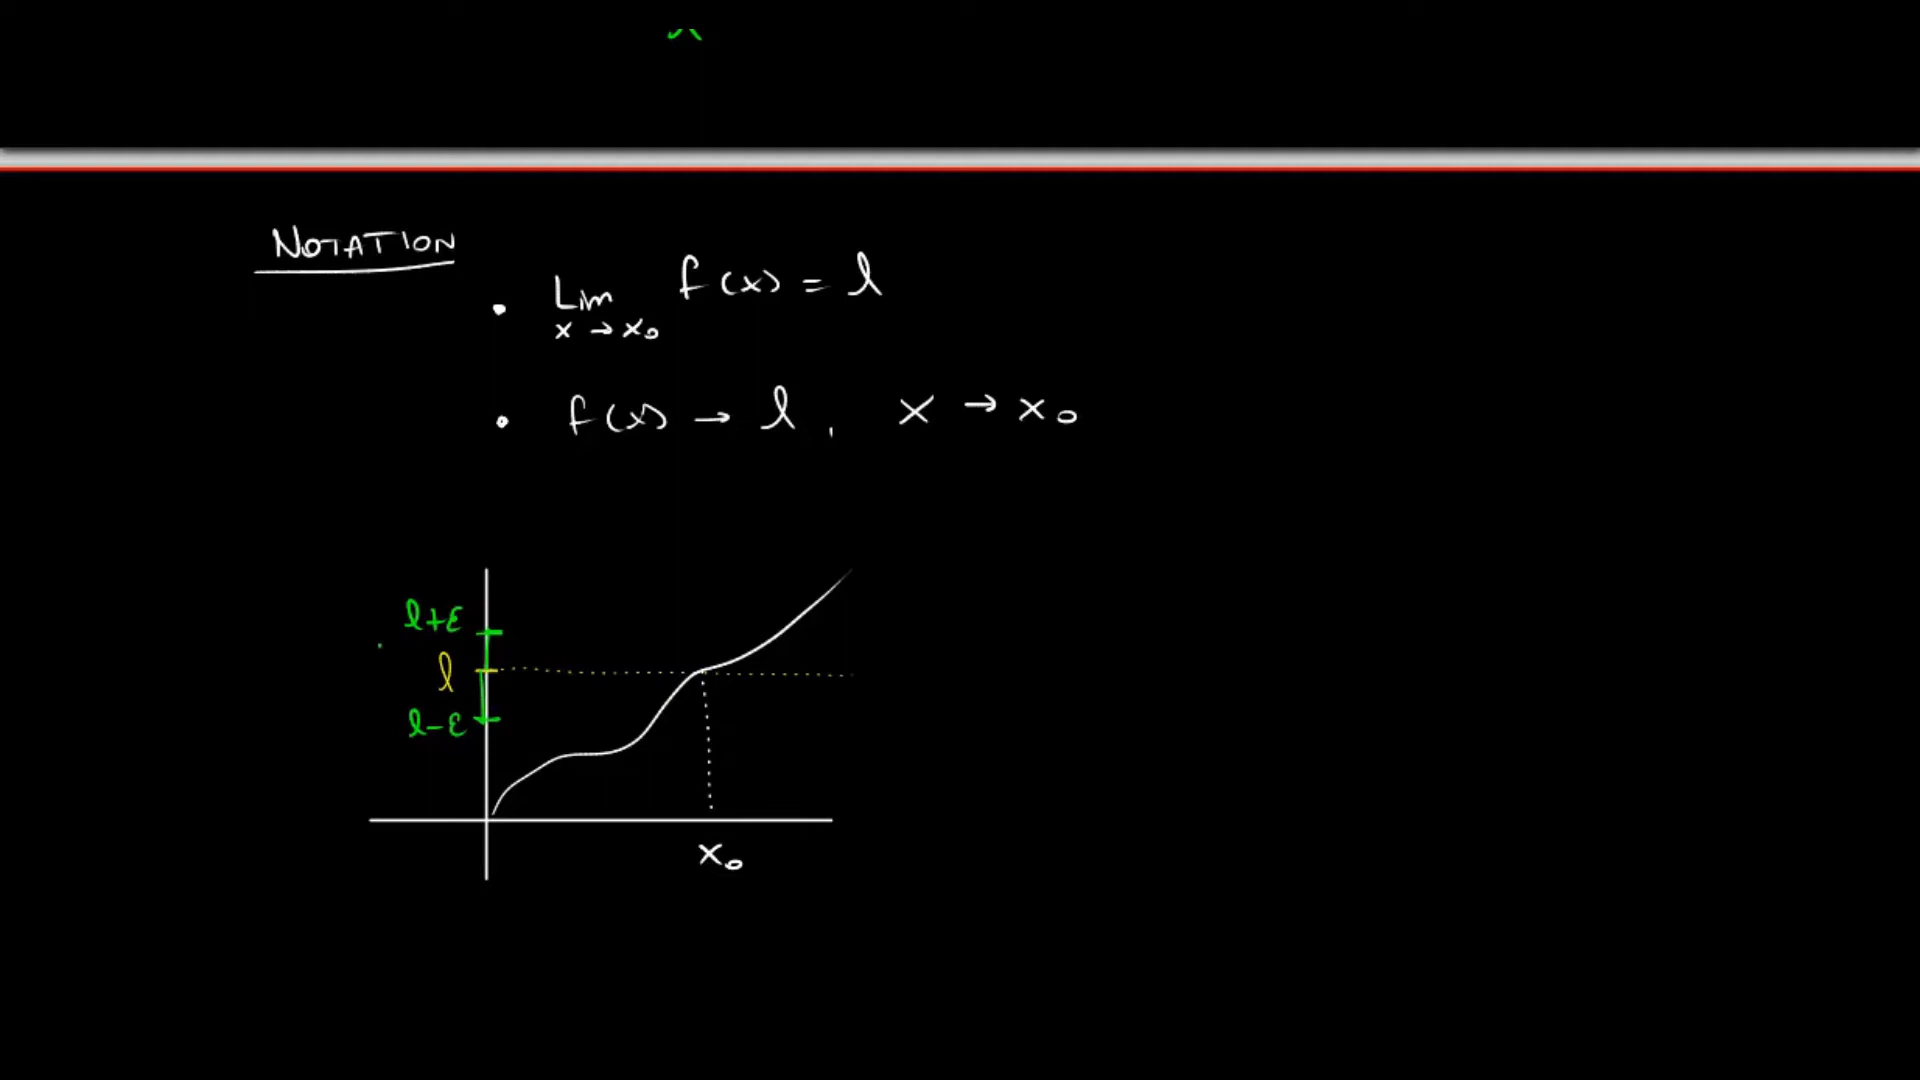 NOTATION
• Lim f(x) = l
x → x₀
• f(x) → l, x → x₀
l+ε
l
l-ε
x₀